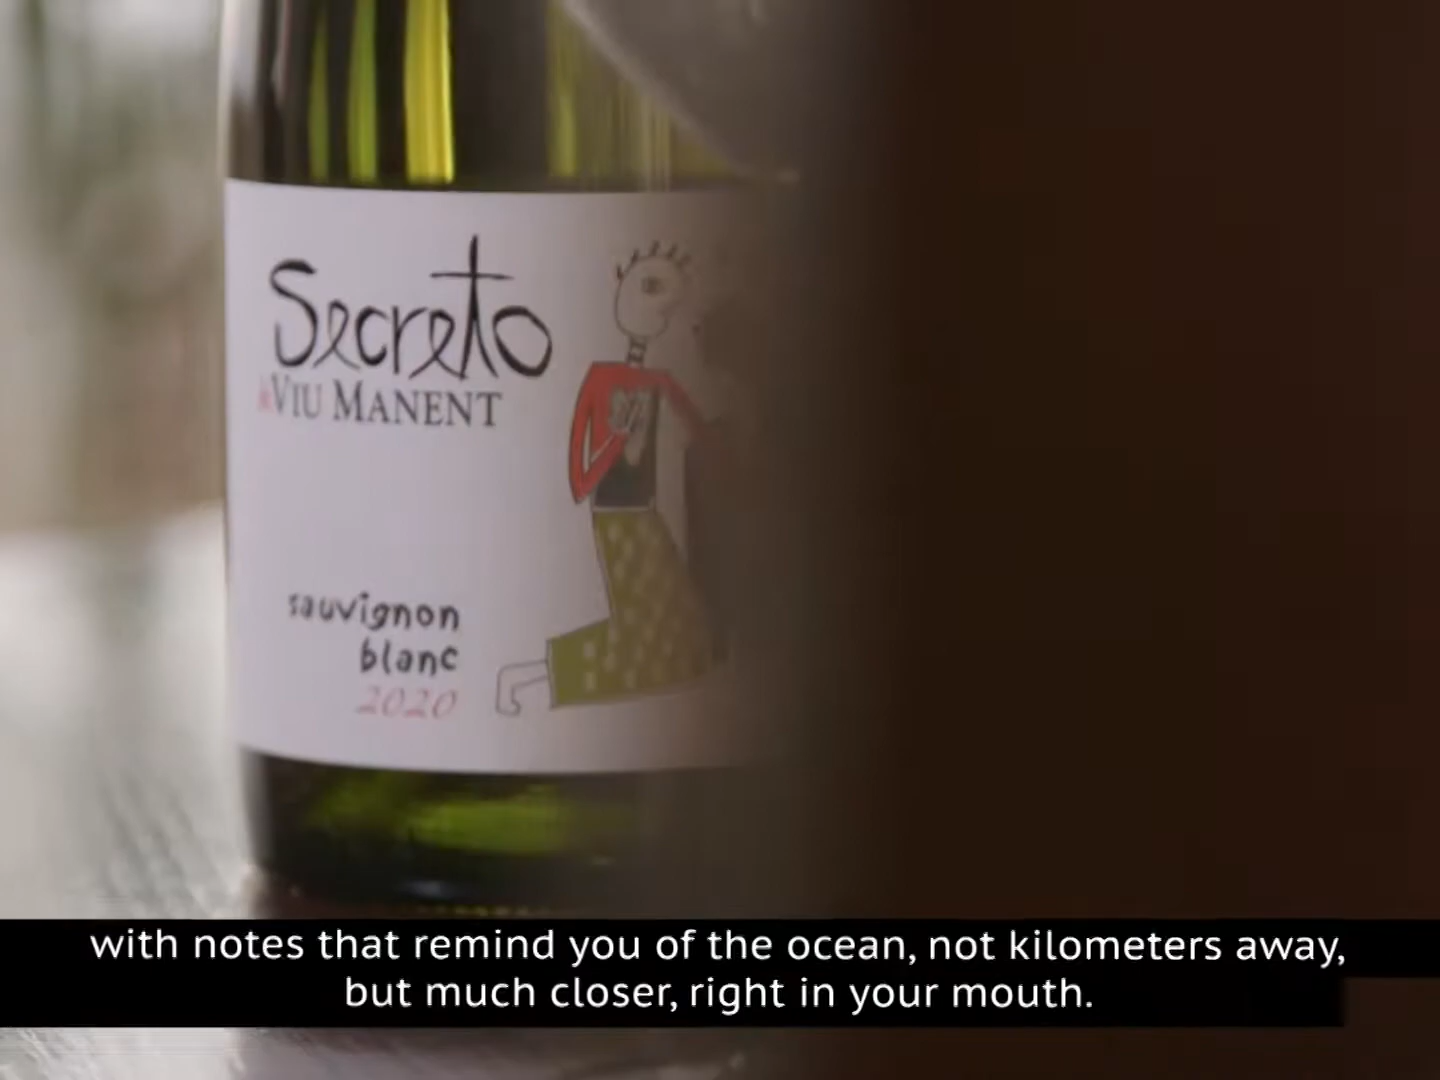 Secreto
de VIU MANENT
sauvignon
blanc
2020
with notes that remind you of the ocean, not kilometers away,
but much closer, right in your mouth.